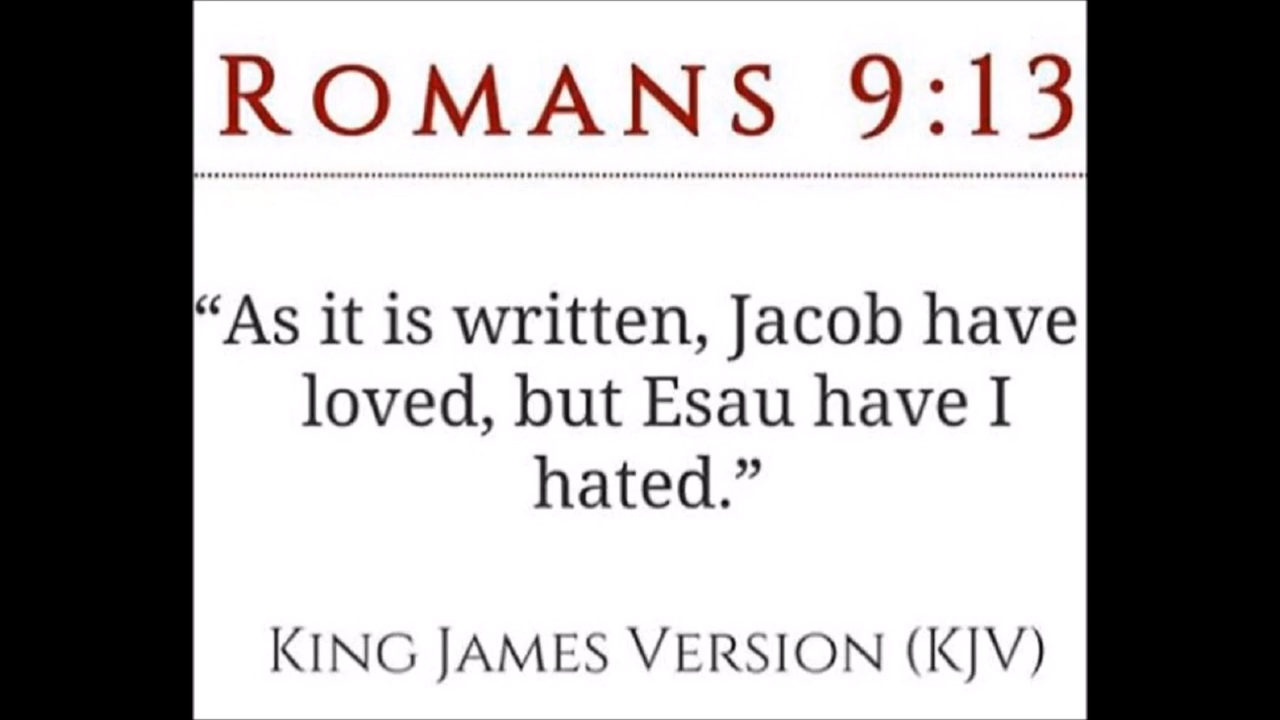 ROMANS 9:13
“As it is written, Jacob have
loved, but Esau have I
hated.”
KING JAMES VERSION (KJV)